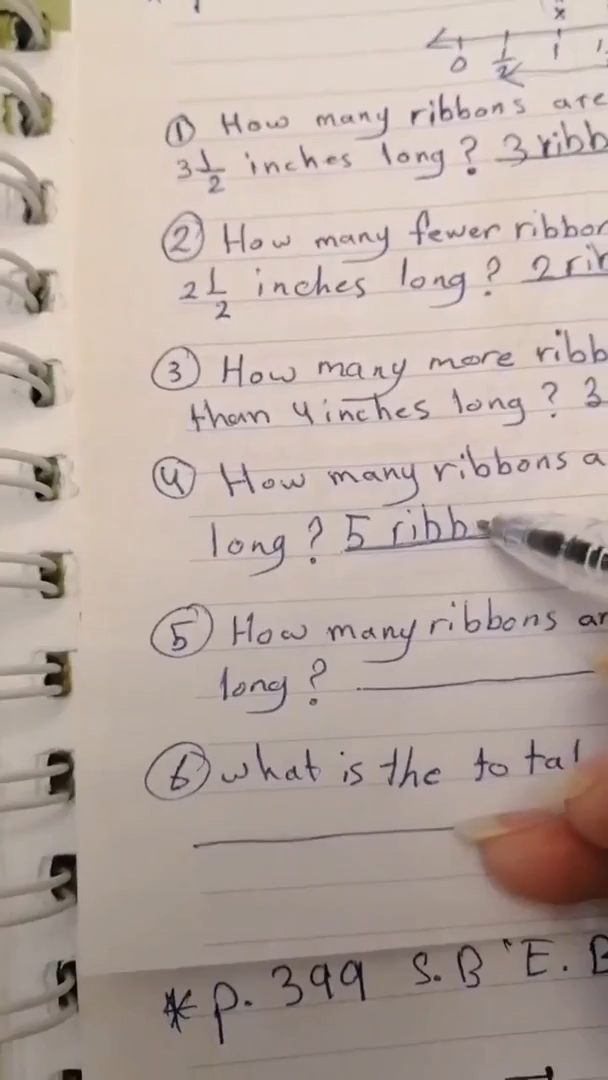 x
0 1/2 1
① How many ribbons are
3 1/2 inches long? 3 ribb
② How many fewer ribbon
2 1/2 inches long? 2 rib
③ How many more ribb
than 4 inches long? 3
④ How many ribbons a
long? 5 ribb
⑤ How many ribbons ar
long?
⑥ what is the total
*p. 399 S.B "E. B